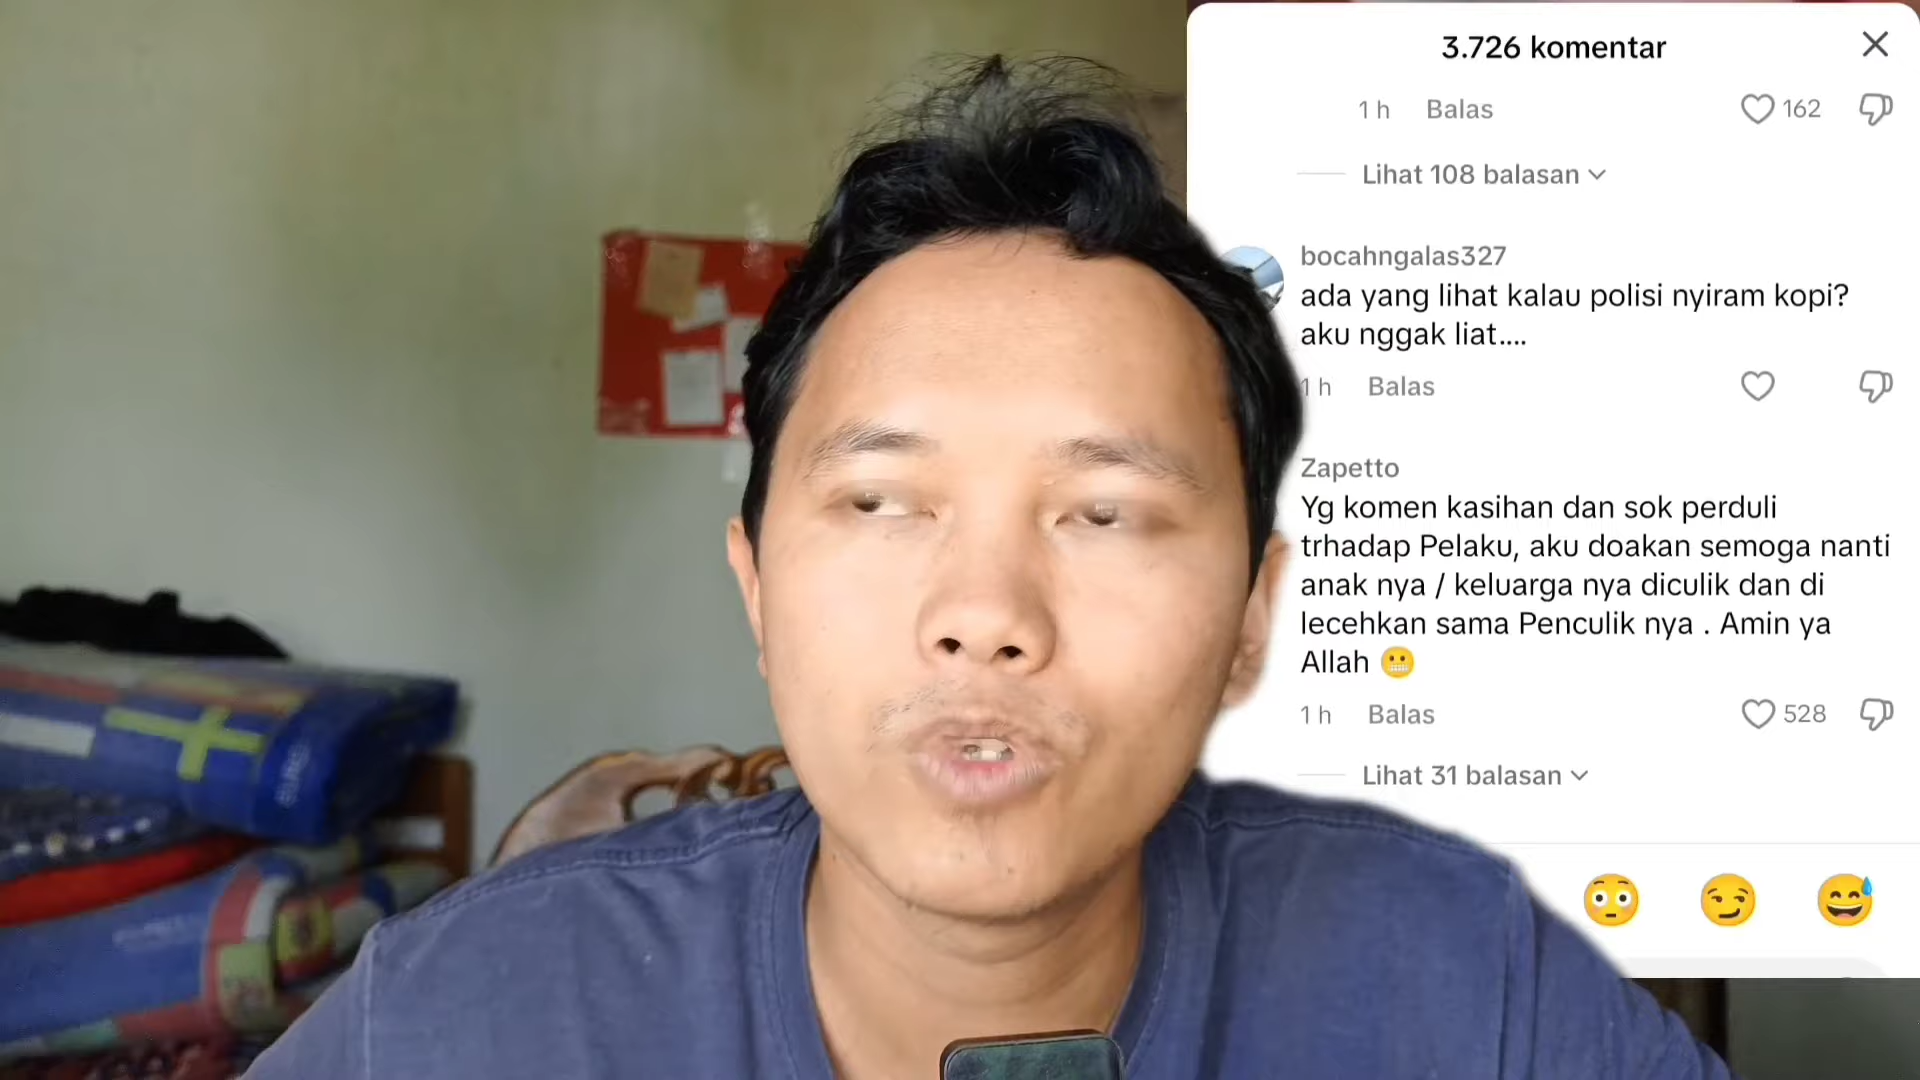 3.726 komentar
1 h Balas 162
Lihat 108 balasan
bocahngalas327
ada yang lihat kalau polisi nyiram kopi?
aku nggak liat....
1 h Balas
Zapetto
Yg komen kasihan dan sok perduli
trhadap Pelaku, aku doakan semoga nanti
anak nya / keluarga nya diculik dan di
lecehkan sama Penculik nya . Amin ya
Allah 😬
1 h Balas 528
Lihat 31 balasan